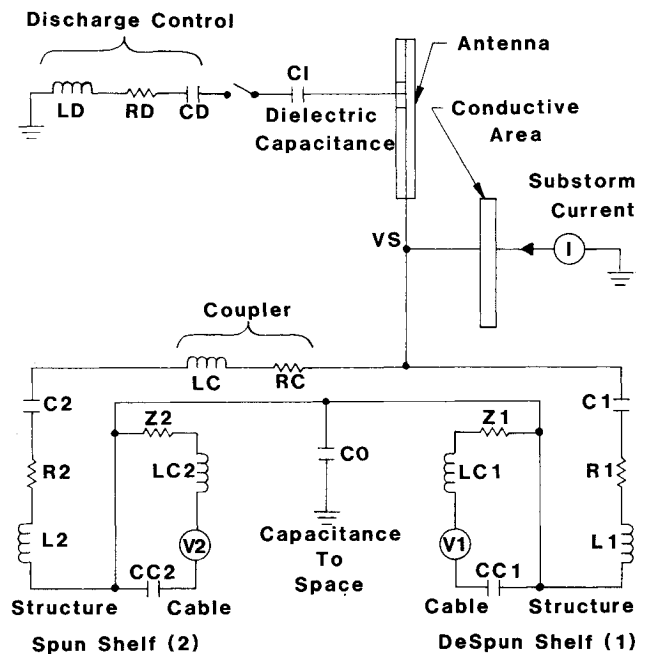 Discharge Control
LD
RD
CD
CI
Dielectric
Capacitance
Antenna
Conductive
Area
Substorm
Current
I
VS
Coupler
LC
RC
C2
R2
L2
Z2
LC2
V2
CC2
C0
Capacitance
To
Space
Z1
LC1
V1
CC1
C1
R1
L1
Structure
Cable
Cable
Structure
Spun Shelf (2)
DeSpun Shelf (1)